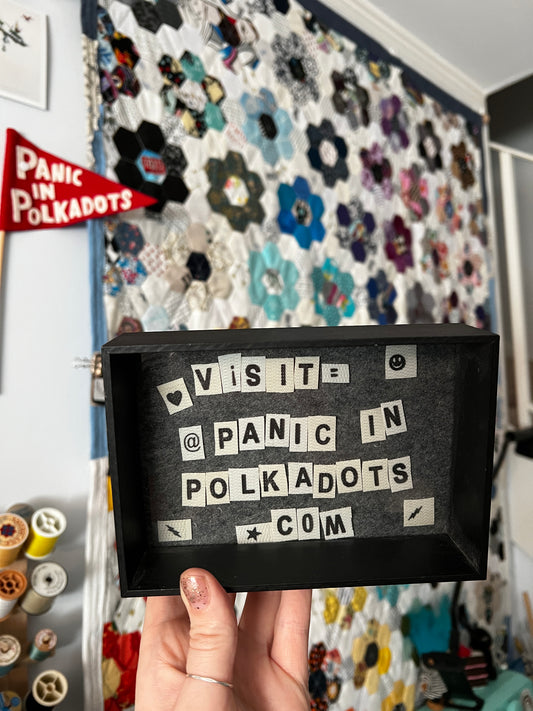 PANIC
IN
POLKADOTS
ViSIT=
@ PANIC IN
POLKADOTS
COM